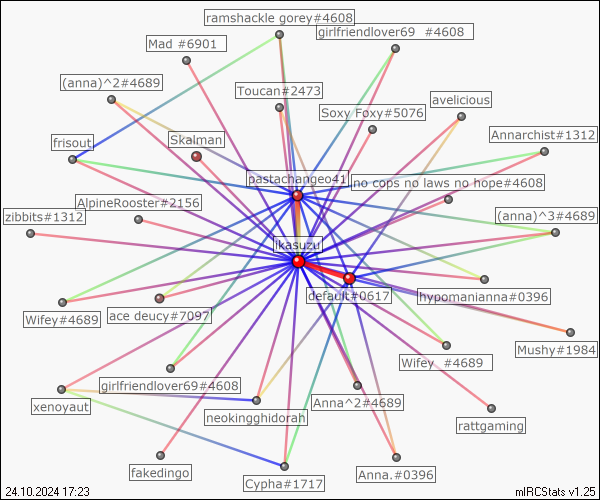 ramshackle gorey#4608
girlfriendlover69 #4608
Mad #6901
(anna)^2#4689
Toucan#2473
avelicious
Soxy Foxy#5076
Annarchist#1312
frisout
Skalman
pastachangeo41
no cops no laws no hope#4608
AlpineRooster#2156
zibbits#1312
(anna)^3#4689
ikasuzu
default#0617
hypomanianna#0396
Wifey#4689
ace deucy#7097
Mushy#1984
Wifey #4689
girlfriendlover69#4608
xenoyaut
neokingghidorah
Anna^2#4689
rattgaming
fakedingo
Cypha#1717
Anna.#0396
24.10.2024 17:23
mIRCStats v1.25